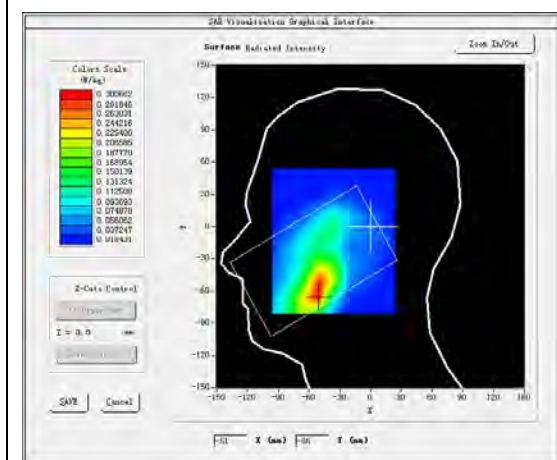 SAR Visualisation Graphical Interface
Surface Radiated Intensity
Zoom In/Out
Colors Scale
(W/kg)
0.300662
0.281846
0.263031
0.244216
0.225400
0.206585
0.187770
0.168954
0.150139
0.131324
0.112508
0.093693
0.074878
0.056062
0.037247
0.018431
150
120
90
60
30
0
-30
-60
-90
-120
-150
Y
-150 -120 -90 -60 -30 0 30 60 90 120 150
X
Z-Cuts Control
Z = 0.0 mm
SAVE Cancel
-51 X (mm) -66 Y (mm)